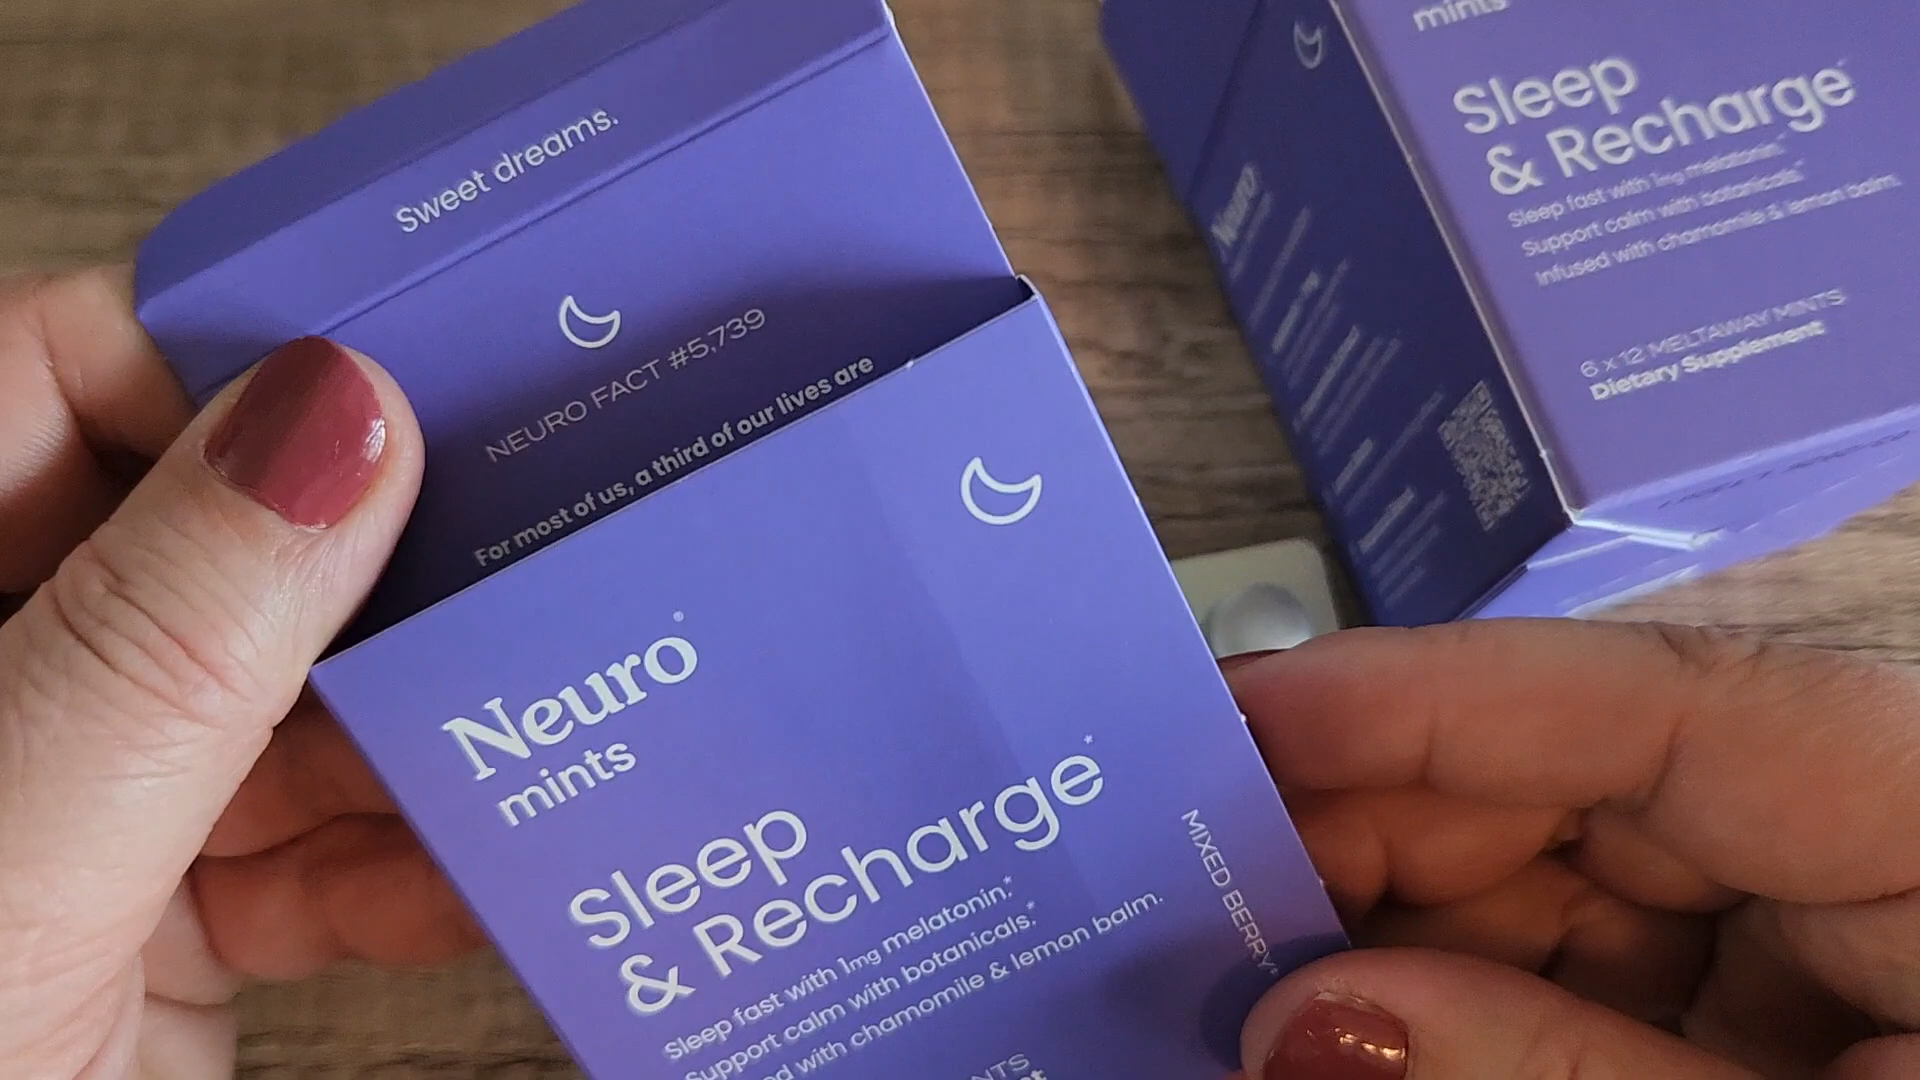 Sweet dreams.
NEURO FACT #5,739
For most of us, a third of our lives are
Neuro®
mints
Sleep
& Recharge*
Sleep fast with 1mg melatonin.*
Support calm with botanicals.*
with chamomile & lemon balm.
MIXED BERRY*
mints
Sleep
& Recharge*
Sleep fast with 1mg melatonin.*
Support calm with botanicals.*
Infused with chamomile & lemon balm.
6 x 12 MELTAWAY MINTS
Dietary Supplement
Neuro